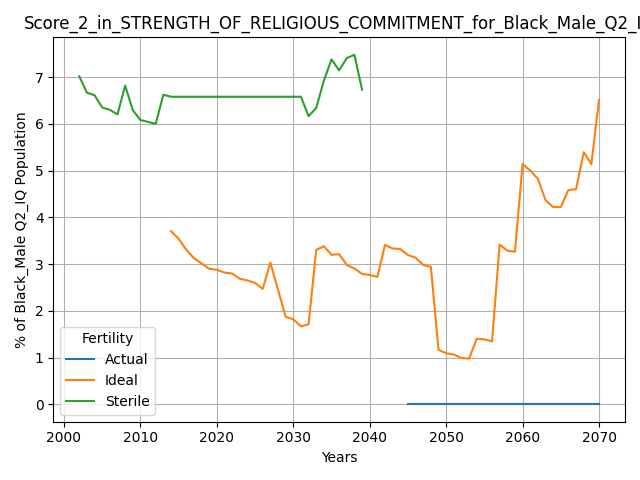 Score_2_in_STRENGTH_OF_RELIGIOUS_COMMITMENT_for_Black_Male_Q2_I
% of Black_Male Q2_IQ Population
7
6
5
4
3
2
1
0
Fertility
Actual
Ideal
Sterile
2000 2010 2020 2030 2040 2050 2060 2070
Years